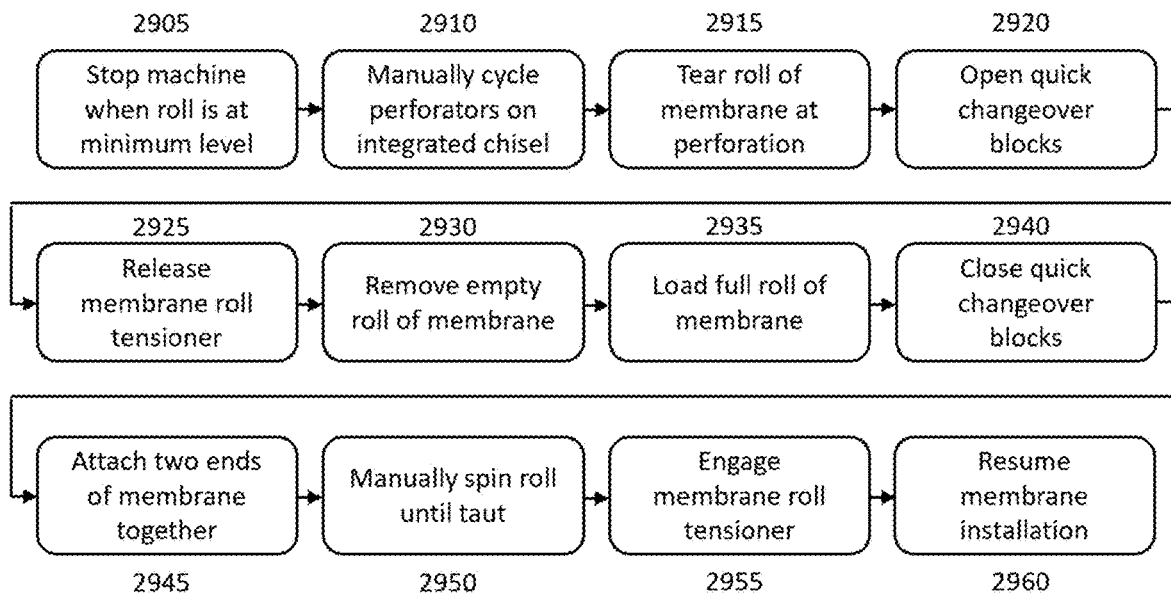 2905 2910 2915 2920
Stop machine
when roll is at
minimum level
Manually cycle
perforators on
integrated chisel
Tear roll of
membrane at
perforation
Open quick
changeover
blocks
2925 2930 2935 2940
Release
membrane roll
tensioner
Remove empty
roll of membrane
Load full roll of
membrane
Close quick
changeover
blocks
Attach two ends
of membrane
together
Manually spin roll
until taut
Engage
membrane roll
tensioner
Resume
membrane
installation
2945 2950 2955 2960